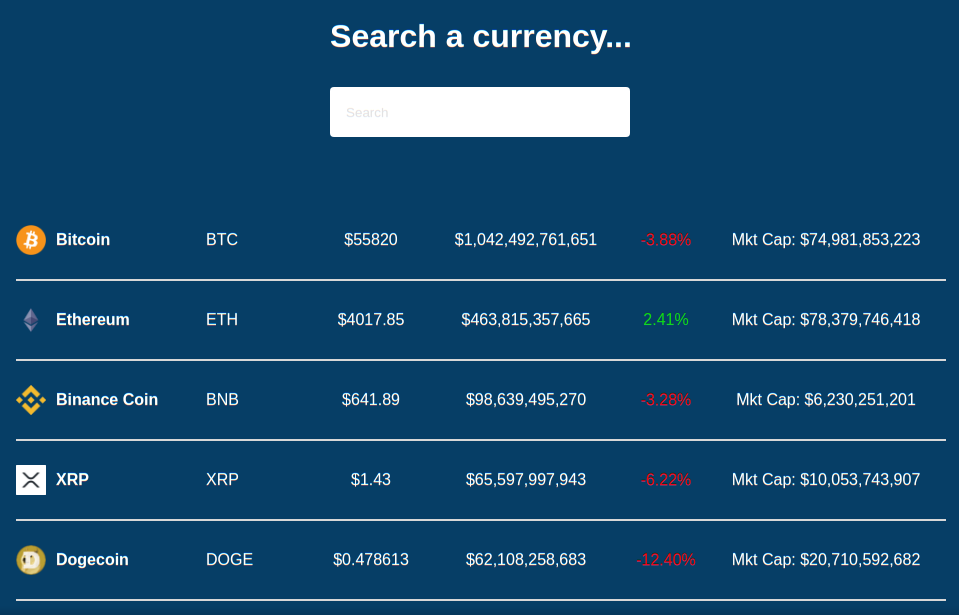 Search a currency...
Search
Bitcoin BTC $55820 $1,042,492,761,651 -3.88% Mkt Cap: $74,981,853,223
Ethereum ETH $4017.85 $463,815,357,665 2.41% Mkt Cap: $78,379,746,418
Binance Coin BNB $641.89 $98,639,495,270 -3.28% Mkt Cap: $6,230,251,201
XRP XRP $1.43 $65,597,997,943 -6.22% Mkt Cap: $10,053,743,907
Dogecoin DOGE $0.478613 $62,108,258,683 -12.40% Mkt Cap: $20,710,592,682